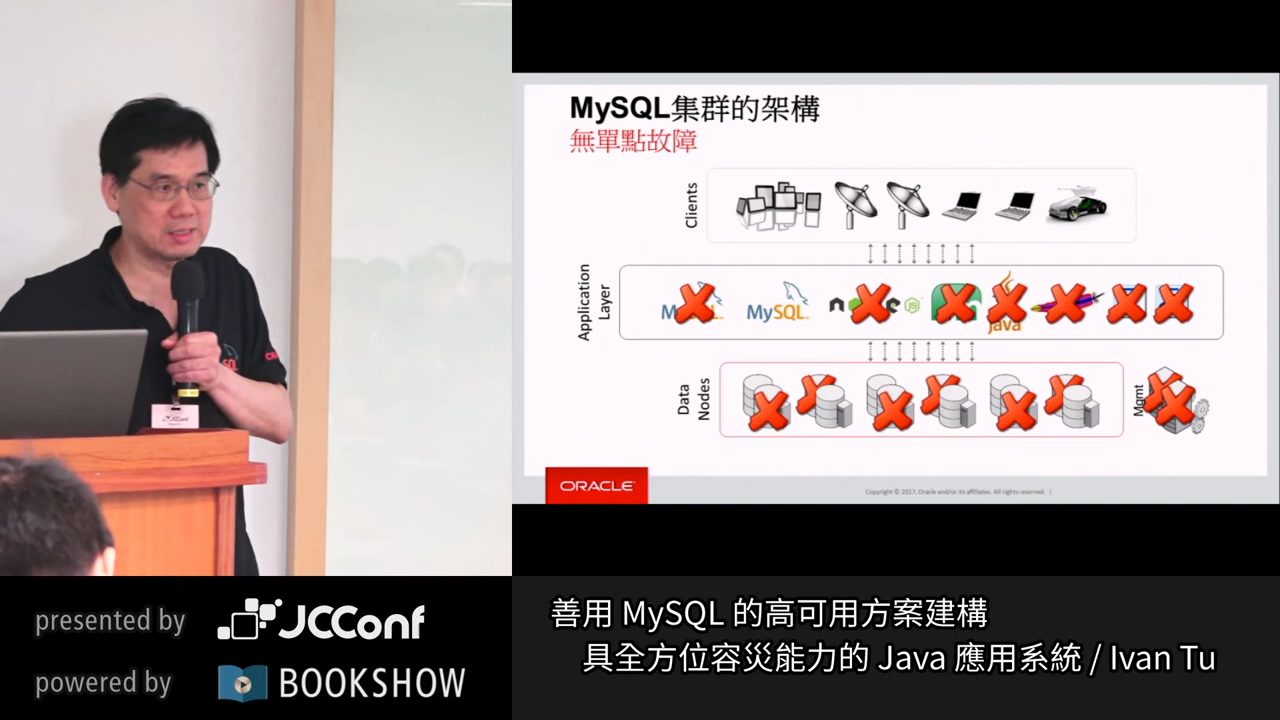 MySQL集群的架構
無單點故障
Clients
Application
Layer
MySQL
Java
Data
Nodes
Mgmt
ORACLE
Copyright © 2017, Oracle and/or its affiliates. All rights reserved. |
JCConf
presented by JCConf
powered by BOOKSHOW
善用 MySQL 的高可用方案建構
具全方位容災能力的 Java 應用系統 / Ivan Tu